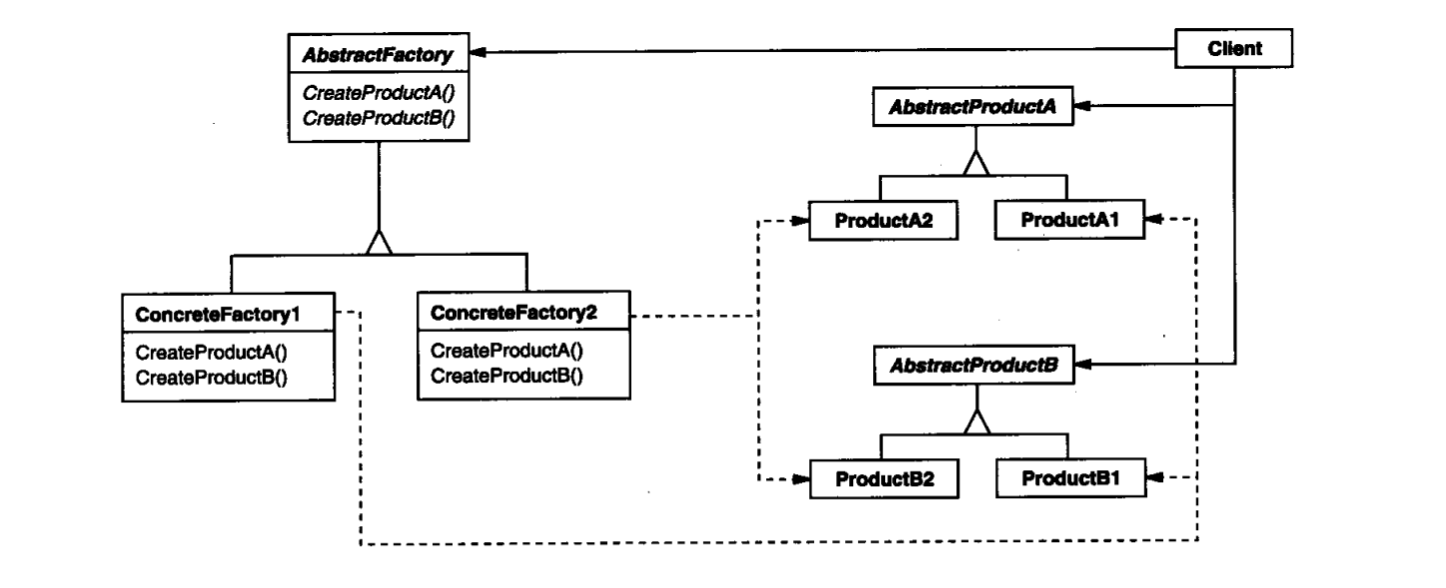 AbstractFactory
CreateProductA()
CreateProductB()
Client
AbstractProductA
ProductA2
ProductA1
ConcreteFactory1
CreateProductA()
CreateProductB()
ConcreteFactory2
CreateProductA()
CreateProductB()
AbstractProductB
ProductB2
ProductB1